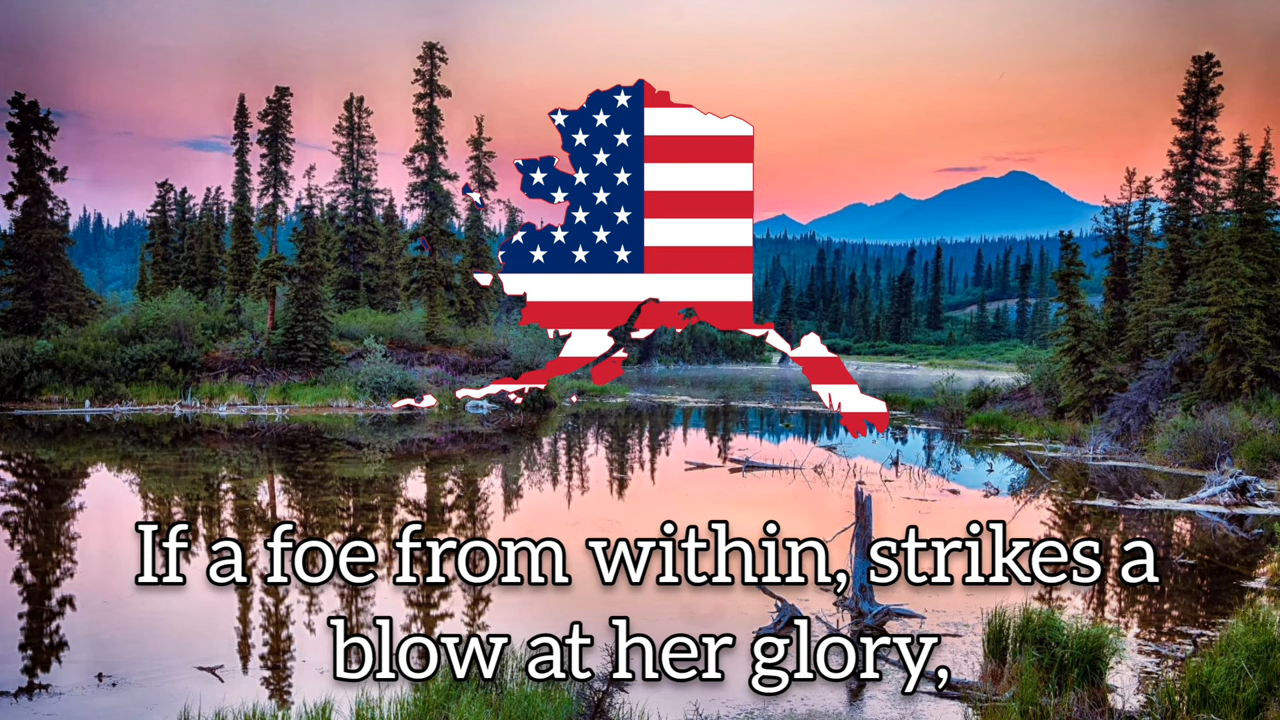 If a foe from within, strikes a
blow at her glory,